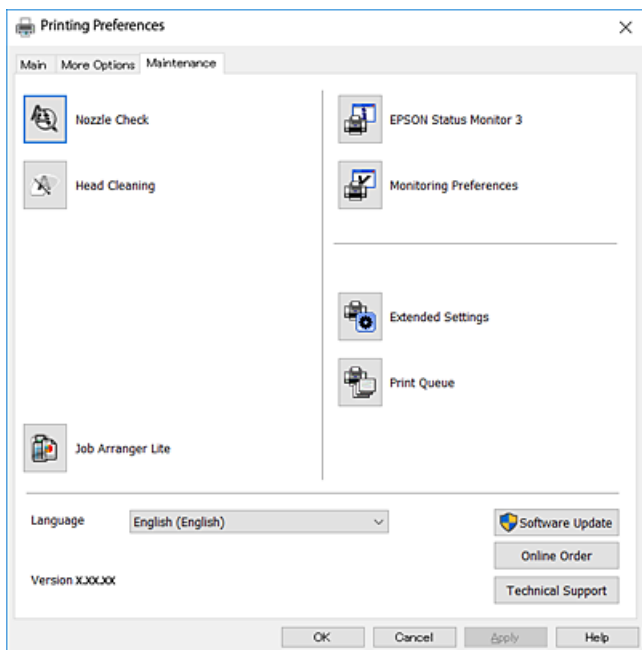 Printing Preferences
Main
More Options
Maintenance
Nozzle Check
Head Cleaning
Job Arranger Lite
EPSON Status Monitor 3
Monitoring Preferences
Extended Settings
Print Queue
Language
English (English)
Software Update
Online Order
Version X.XX.XX
Technical Support
OK
Cancel
Apply
Help